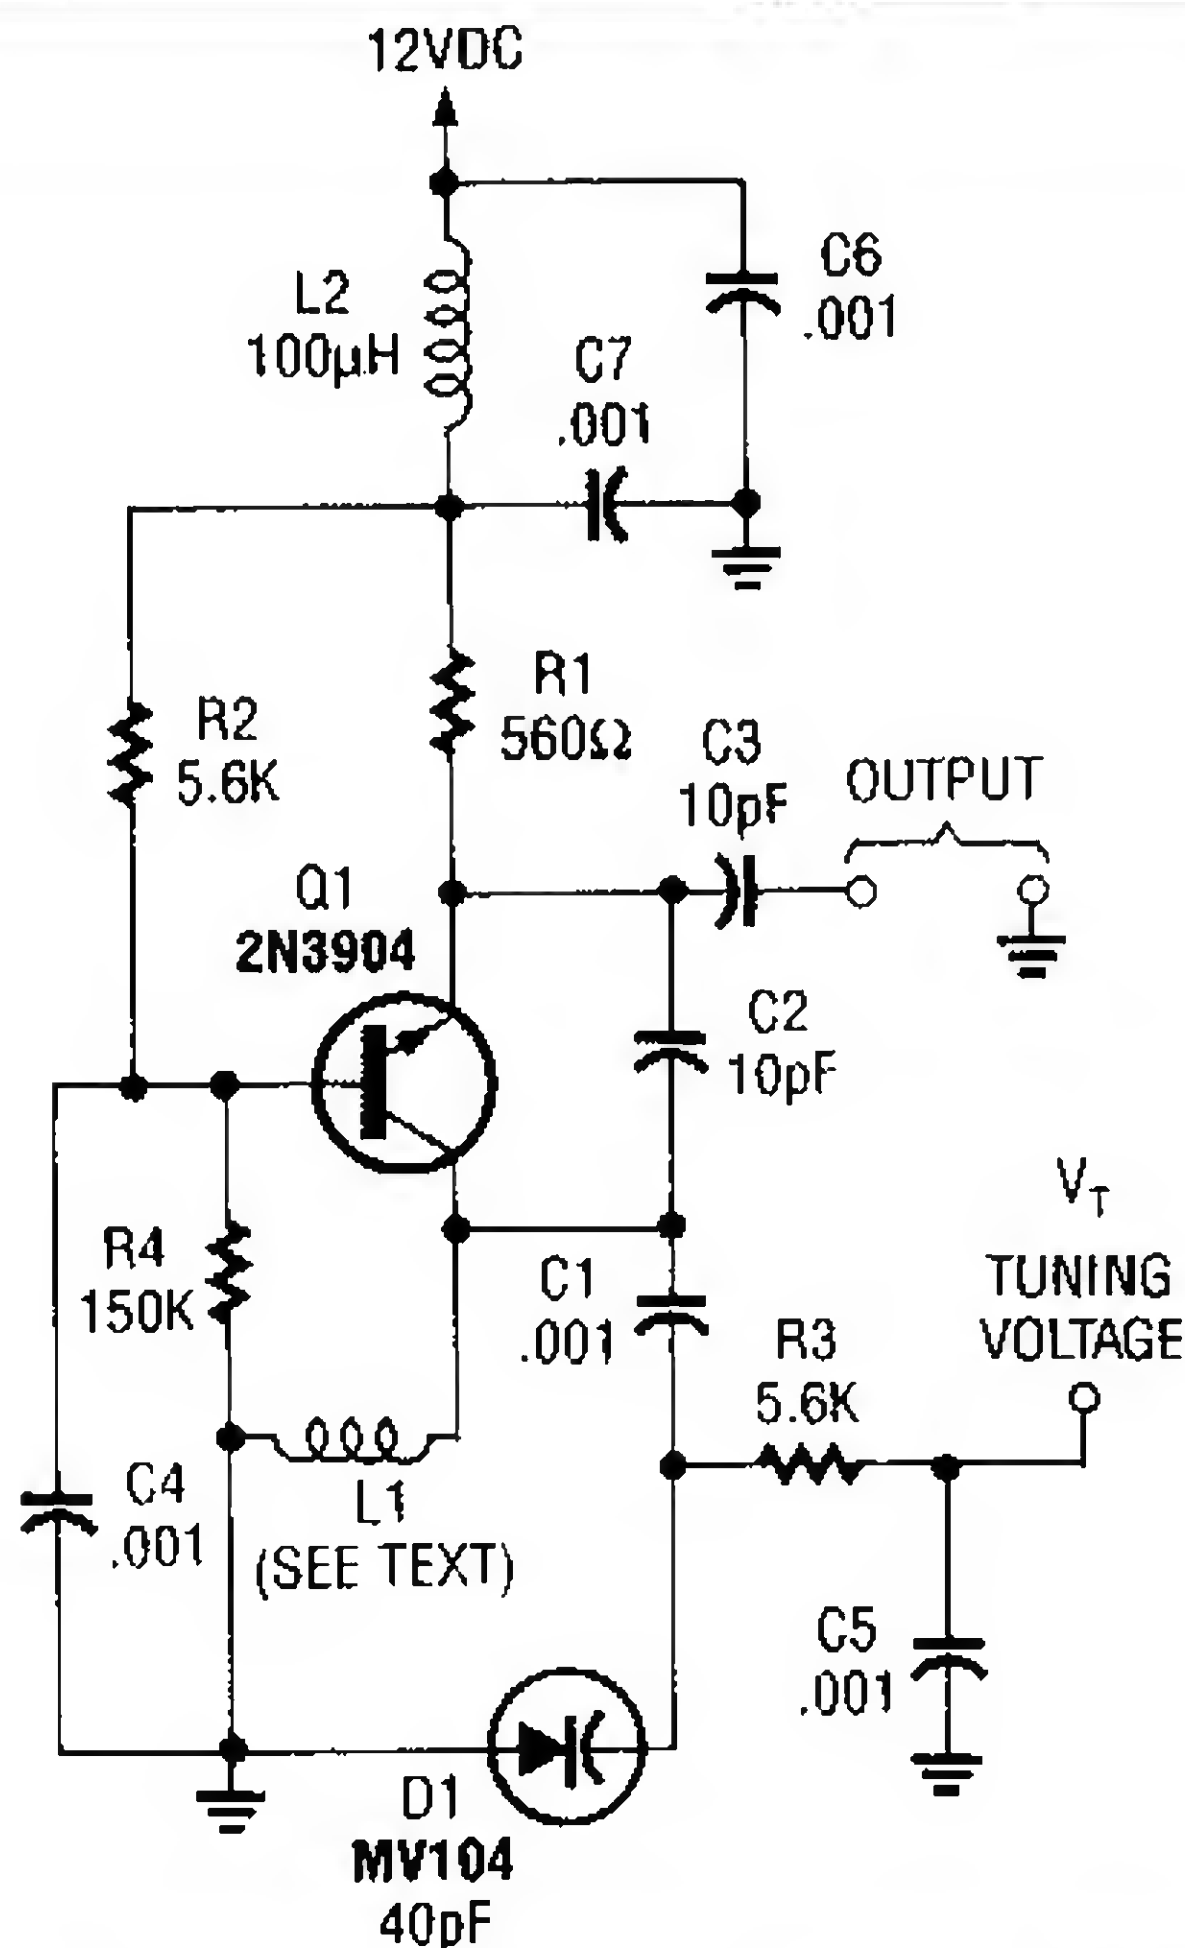 12VDC
L2
100µH
C6
.001
C7
.001
R1
560Ω
R2
5.6K
C3
10pF
OUTPUT
Q1
2N3904
C2
10pF
R4
150K
C1
.001
VT
TUNING
VOLTAGE
R3
5.6K
C4
.001
L1
(SEE TEXT)
C5
.001
D1
MV104
40pF